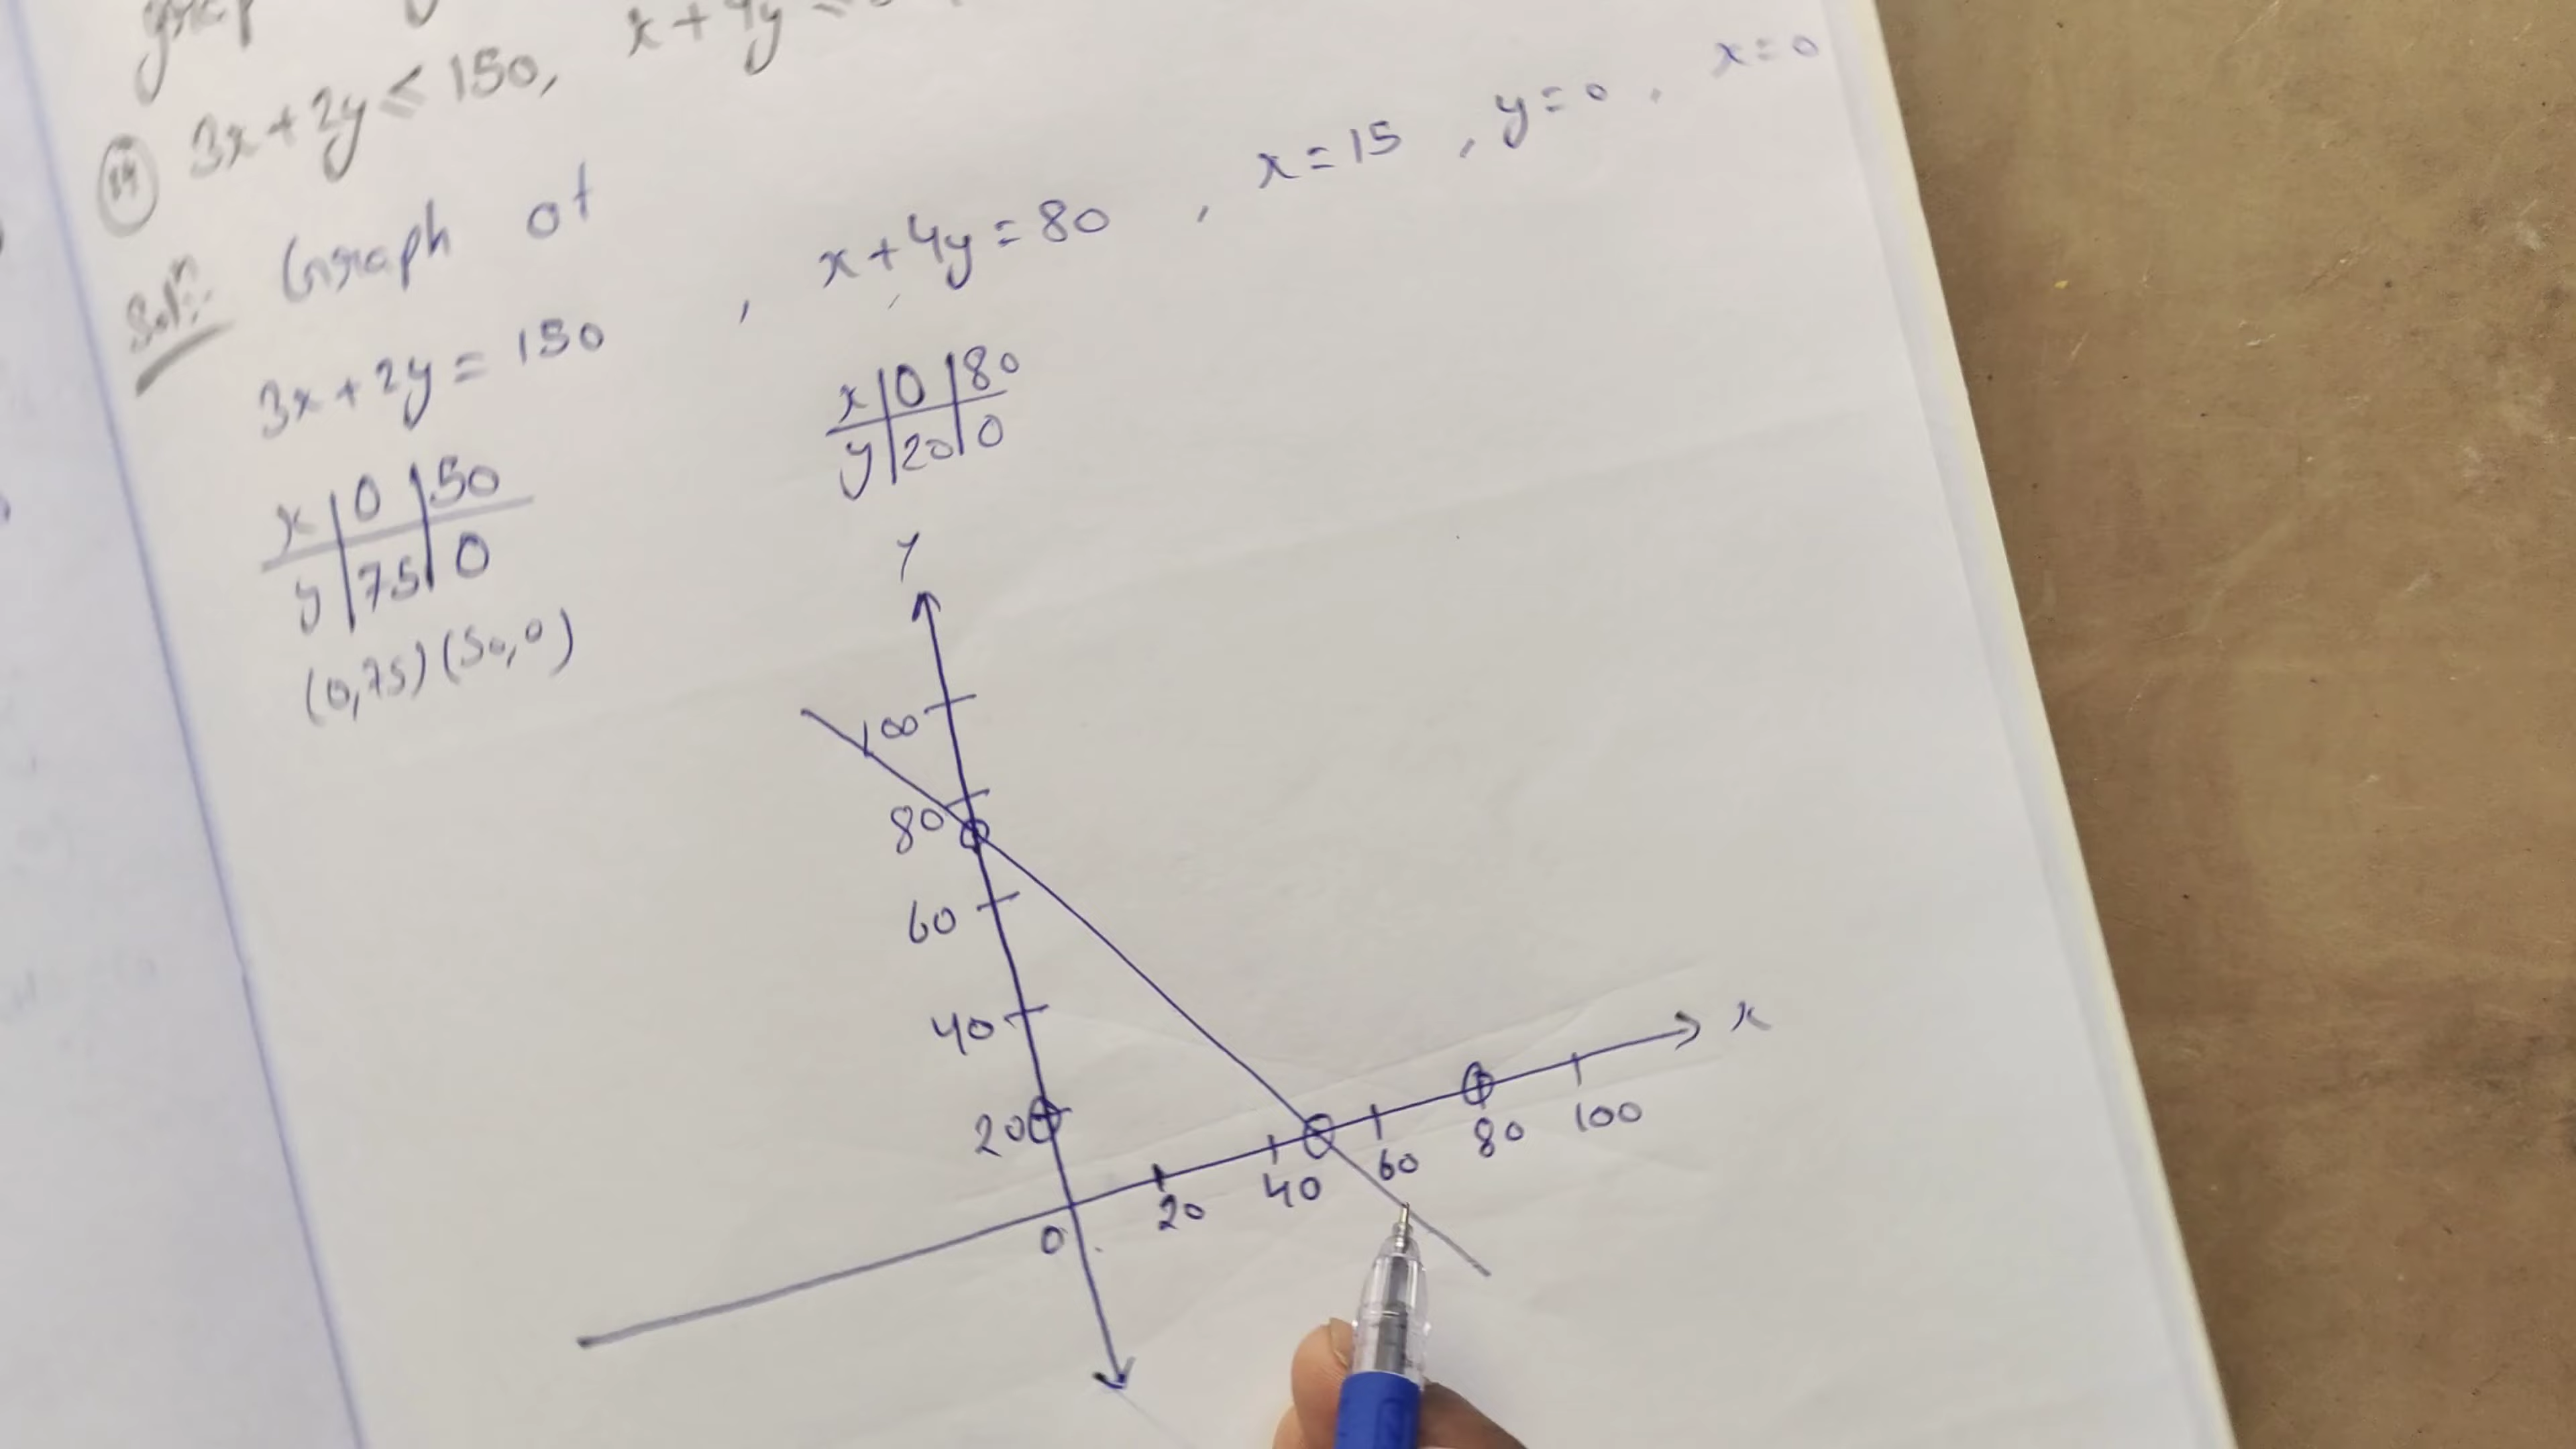 14 3x + 2y ≤ 150, x + 4y ≤
Solⁿ:- Graph of
3x + 2y = 150 , x + 4y = 80 , x = 15 , y = 0 , x = 0
x | 0 | 50
y | 75 | 0
(0,75) (50,0)
x | 0 | 80
y | 20 | 0
Y
100
80
60
40
20
0
20 40 60 80 100
x